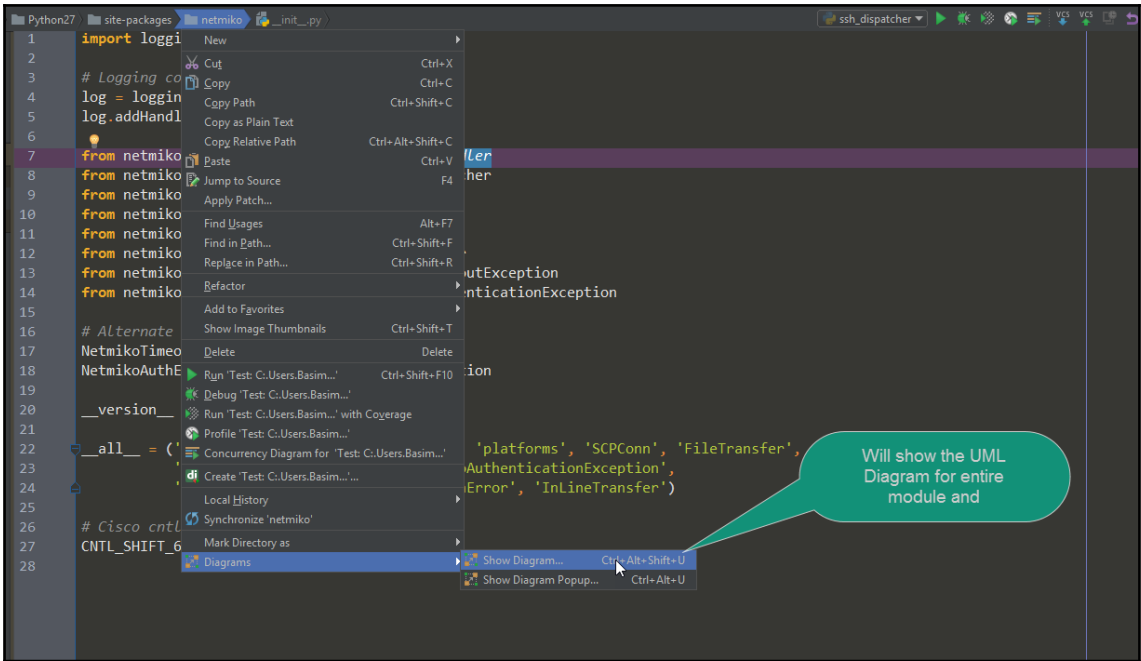 Python27 site-packages netmiko __init__.py ssh_dispatcher VCS VCS
1 import loggi
2
3 # Logging co
4 log = loggin
5 log.addHandl
6
7 from netmiko ller
8 from netmiko cher
9 from netmiko
10 from netmiko
11 from netmiko
12 from netmiko
13 from netmiko outException
14 from netmiko enticationException
15
16 # Alternate
17 NetmikoTimeo
18 NetmikoAuthE tion
19
20 __version__
21
22 __all__ = (' 'platforms', 'SCPConn', 'FileTransfer',
23 ' oAuthenticationException',
24 ' nError', 'InLineTransfer')
25
26 # Cisco cntl
27 CNTL_SHIFT_6
28
New
Cut Ctrl+X
Copy Ctrl+C
Copy Path Ctrl+Shift+C
Copy as Plain Text
Copy Relative Path Ctrl+Alt+Shift+C
Paste Ctrl+V
Jump to Source F4
Apply Patch...
Find Usages Alt+F7
Find in Path... Ctrl+Shift+F
Replace in Path... Ctrl+Shift+R
Refactor
Add to Favorites
Show Image Thumbnails Ctrl+Shift+T
Delete Delete
Run 'Test: C:.Users.Basim...' Ctrl+Shift+F10
Debug 'Test: C:.Users.Basim...'
Run 'Test: C:.Users.Basim...' with Coverage
Profile 'Test: C:.Users.Basim...'
Concurrency Diagram for 'Test: C:.Users.Basim...'
Create 'Test: C:.Users.Basim...'...
Local History
Synchronize 'netmiko'
Mark Directory as
Diagrams
Show Diagram... Ctrl+Alt+Shift+U
Show Diagram Popup... Ctrl+Alt+U
Will show the UML
Diagram for entire
module and